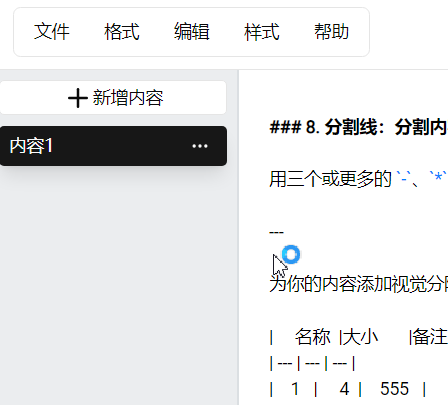 文件 格式 编辑 样式 帮助
+ 新增内容
内容1 ···
### 8. 分割线：分割内
用三个或更多的 `-`、`*`
---
为你的内容添加视觉分
| 名称 |大小 |备注
| --- | --- | --- |
| 1 | 4 | 555 |